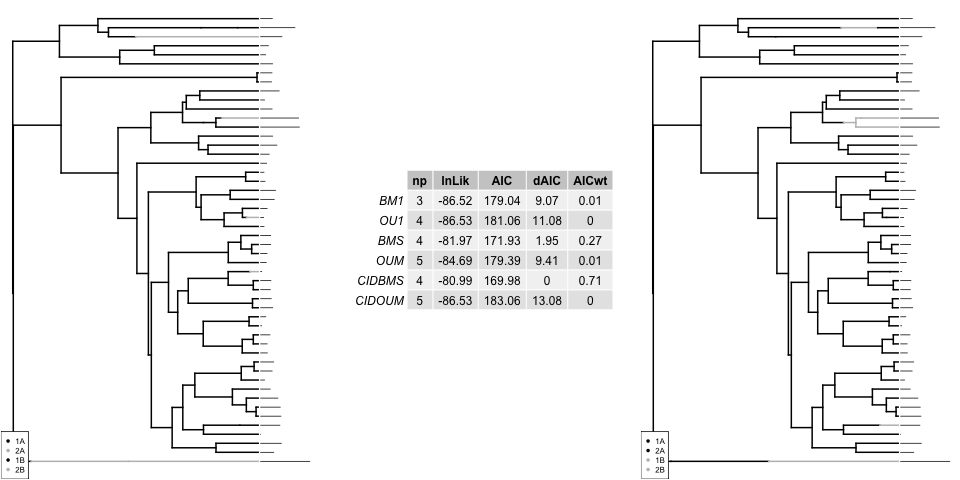 np lnLik AIC dAIC AICwt
BM1 3 -86.52 179.04 9.07 0.01
OU1 4 -86.53 181.06 11.08 0
BMS 4 -81.97 171.93 1.95 0.27
OUM 5 -84.69 179.39 9.41 0.01
CIDBMS 4 -80.99 169.98 0 0.71
CIDOUM 5 -86.53 183.06 13.08 0
1A
2A
1B
2B
1A
2A
1B
2B